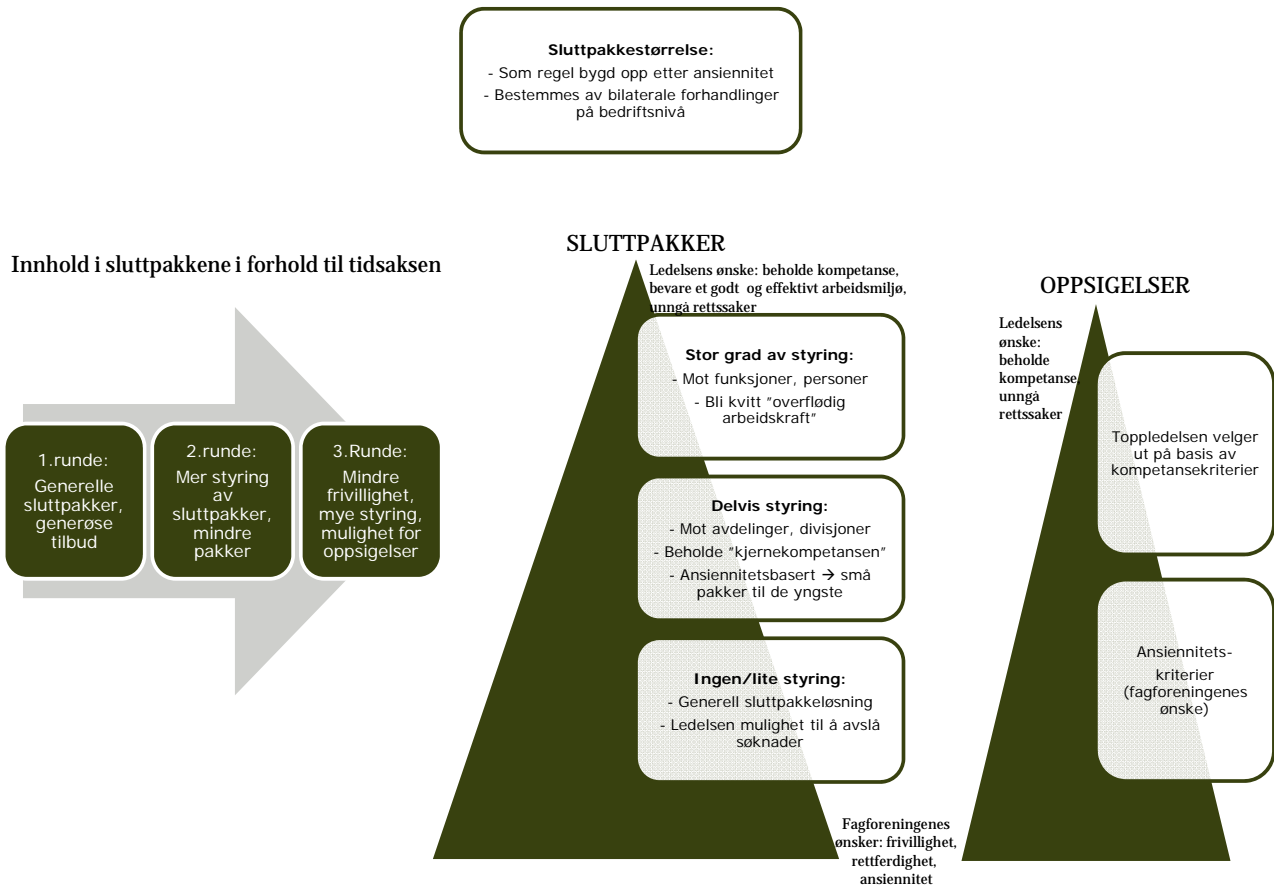 Sluttpakkestørrelse:
- Som regel bygd opp etter ansiennitet
- Bestemmes av bilaterale forhandlinger
på bedriftsnivå
Innhold i sluttpakkene i forhold til tidsaksen
1.runde:
Generelle
sluttpakker,
generøse
tilbud
2.runde:
Mer styring
av
sluttpakker,
mindre
pakker
3.Runde:
Mindre
frivillighet,
mye styring,
mulighet for
oppsigelser
SLUTTPAKKER
Ledelsens ønske: beholde kompetanse,
bevare et godt og effektivt arbeidsmiljø,
unngå rettssaker
Stor grad av styring:
- Mot funksjoner, personer
- Bli kvitt "overflødig
arbeidskraft"
Delvis styring:
- Mot avdelinger, divisjoner
- Beholde "kjernekompetansen"
- Ansiennitetsbasert → små
pakker til de yngste
Ingen/lite styring:
- Generell sluttpakkeløsning
- Ledelsen mulighet til å avslå
søknader
Fagforeningenes
ønsker: frivillighet,
rettferdighet,
ansiennitet
OPPSIGELSER
Ledelsens
ønske:
beholde
kompetanse,
unngå
rettssaker
Toppledelsen velger
ut på basis av
kompetansekriterier
Ansiennitets-
kriterier
(fagforeningenes
ønske)